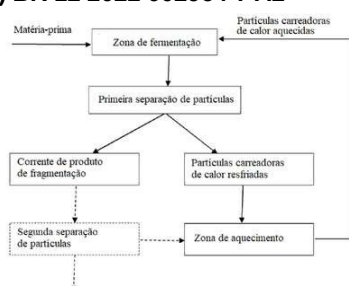 Matéria-prima
Partículas carreadoras
de calor aquecidas
Zona de fermentação
Primeira separação de partículas
Corrente de produto
de fragmentação
Partículas carreadoras
de calor resfriadas
Segunda separação
de partículas
Zona de aquecimento